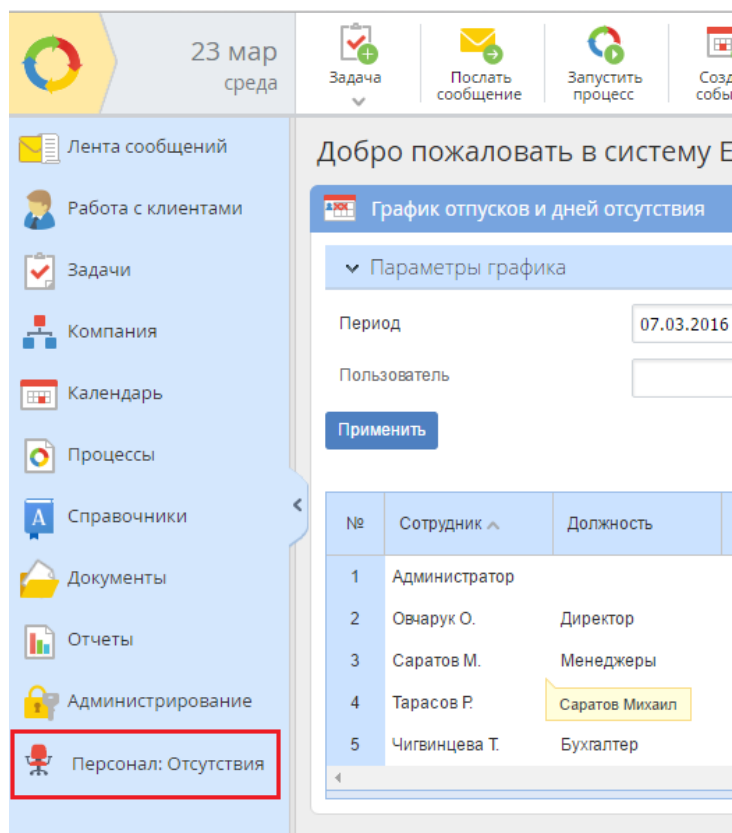 23 мар
среда
Задача
Послать
сообщение
Запустить
процесс
Созд
собы
Лента сообщений
Работа с клиентами
Задачи
Компания
Календарь
Процессы
Справочники
Документы
Отчеты
Администрирование
Персонал: Отсутствия
Добро пожаловать в систему E
График отпусков и дней отсутствия
Параметры графика
Период 07.03.2016
Пользователь
Применить
№ Сотрудник Должность
1 Администратор
2 Овчарук О. Директор
3 Саратов М. Менеджеры
4 Тарасов Р. Саратов Михаил
5 Чигвинцева Т. Бухгалтер